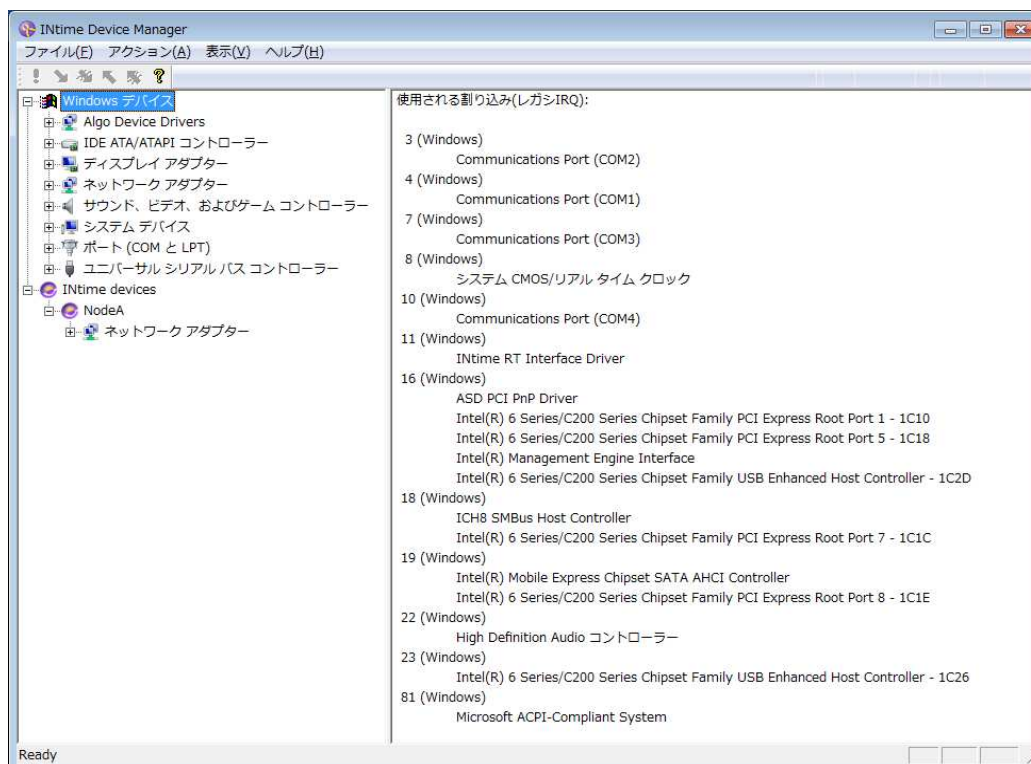 INtime Device Manager
ファイル(F) アクション(A) 表示(V) ヘルプ(H)
Windows デバイス
Algo Device Drivers
IDE ATA/ATAPI コントローラー
ディスプレイ アダプター
ネットワーク アダプター
サウンド、ビデオ、およびゲーム コントローラー
システム デバイス
ポート (COM と LPT)
ユニバーサル シリアル バス コントローラー
INtime devices
NodeA
ネットワーク アダプター
使用される割り込み(レガシIRQ):
3 (Windows)
Communications Port (COM2)
4 (Windows)
Communications Port (COM1)
7 (Windows)
Communications Port (COM3)
8 (Windows)
システム CMOS/リアル タイム クロック
10 (Windows)
Communications Port (COM4)
11 (Windows)
INtime RT Interface Driver
16 (Windows)
ASD PCI PnP Driver
Intel(R) 6 Series/C200 Series Chipset Family PCI Express Root Port 1 - 1C10
Intel(R) 6 Series/C200 Series Chipset Family PCI Express Root Port 5 - 1C18
Intel(R) Management Engine Interface
Intel(R) 6 Series/C200 Series Chipset Family USB Enhanced Host Controller - 1C2D
18 (Windows)
ICH8 SMBus Host Controller
Intel(R) 6 Series/C200 Series Chipset Family PCI Express Root Port 7 - 1C1C
19 (Windows)
Intel(R) Mobile Express Chipset SATA AHCI Controller
Intel(R) 6 Series/C200 Series Chipset Family PCI Express Root Port 8 - 1C1E
22 (Windows)
High Definition Audio コントローラー
23 (Windows)
Intel(R) 6 Series/C200 Series Chipset Family USB Enhanced Host Controller - 1C26
81 (Windows)
Microsoft ACPI-Compliant System
Ready